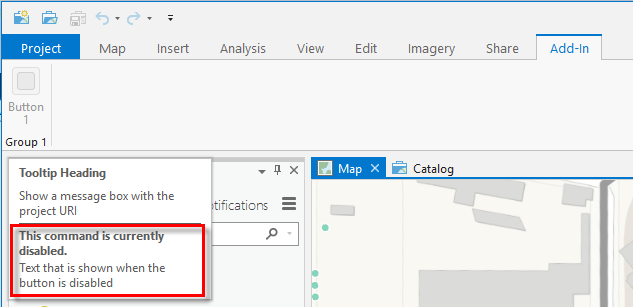 Project Map Insert Analysis View Edit Imagery Share Add-In
Button
1
Group 1
Tooltip Heading
Show a message box with the
project URI
This command is currently
disabled.
Text that is shown when the
button is disabled
otifications
Map Catalog